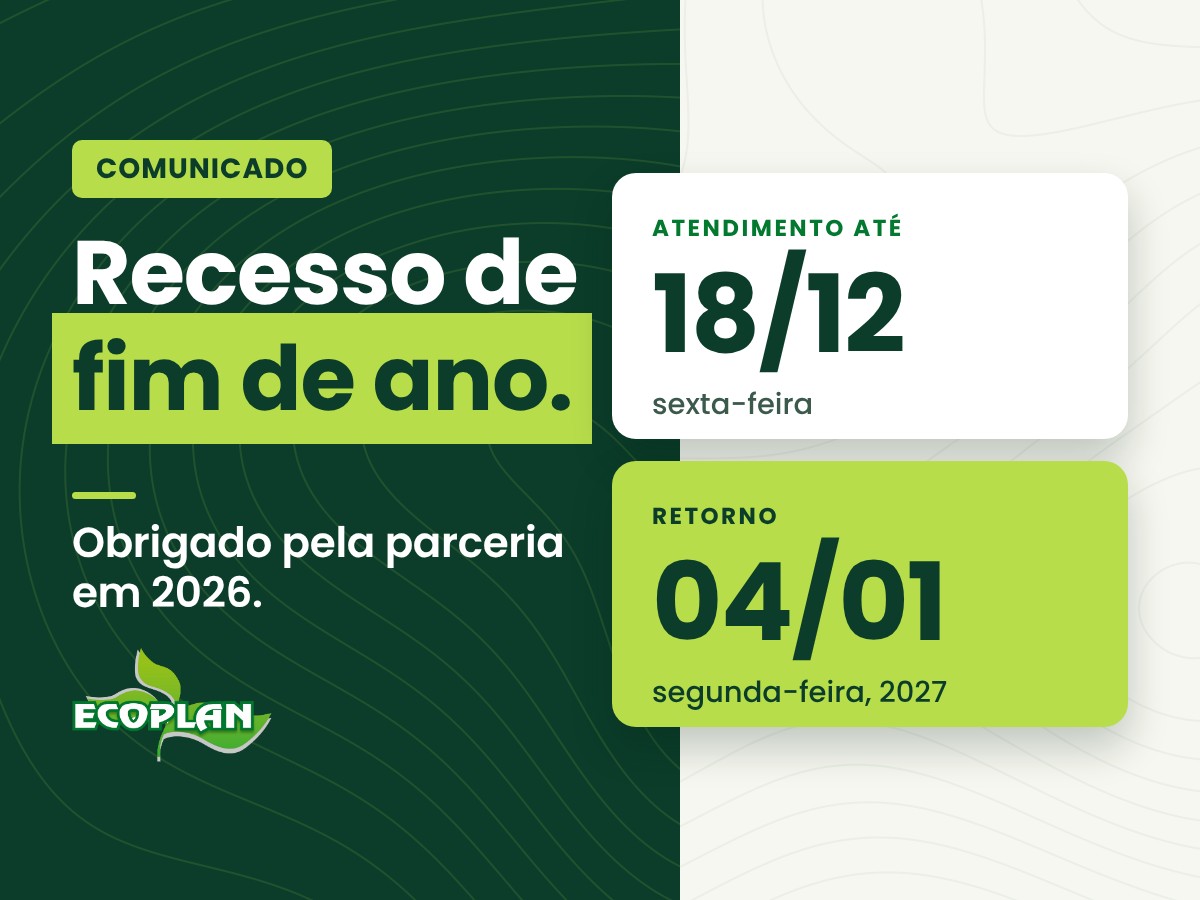 COMUNICADO
Recesso de
fim de ano.
Obrigado pela parceria
em 2026.
ECOPLAN
ATENDIMENTO ATÉ
18/12
sexta-feira
RETORNO
04/01
segunda-feira, 2027